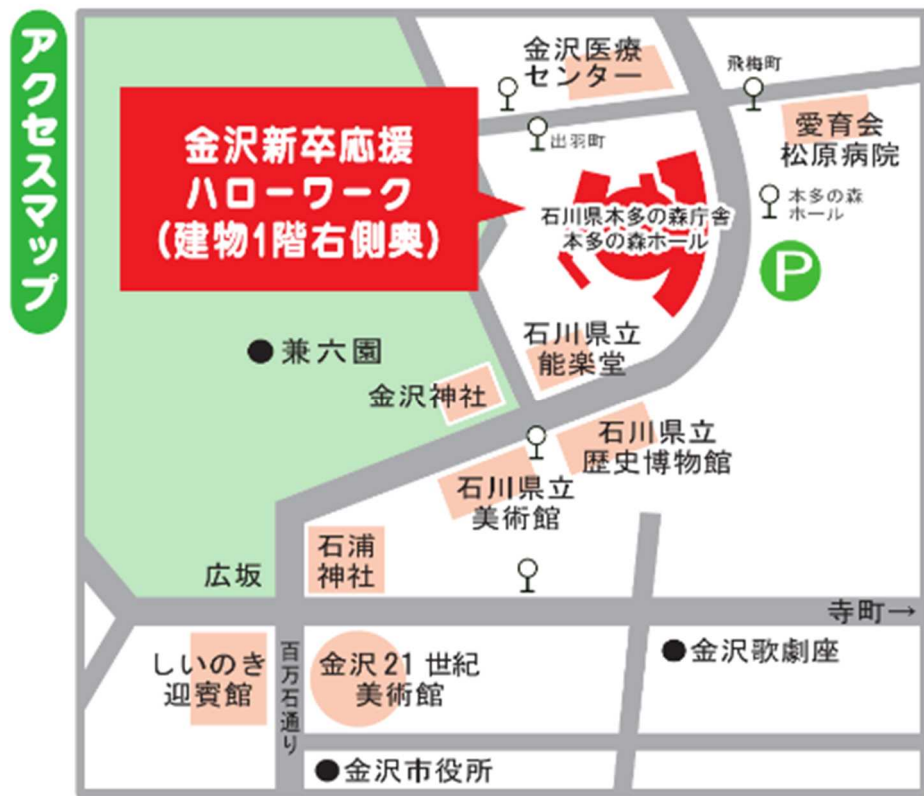 アクセスマップ
金沢医療
センター
飛梅町
出羽町
愛育会
松原病院
金沢新卒応援
ハローワーク
(建物1階右側奥)
本多の森
ホール
石川県本多の森庁舎
本多の森ホール
P
石川県立
能楽堂
兼六園
金沢神社
石川県立
歴史博物館
石川県立
美術館
石浦
神社
広坂
寺町→
しいのき
迎賓館
百万石通り
金沢21世紀
美術館
金沢歌劇座
金沢市役所